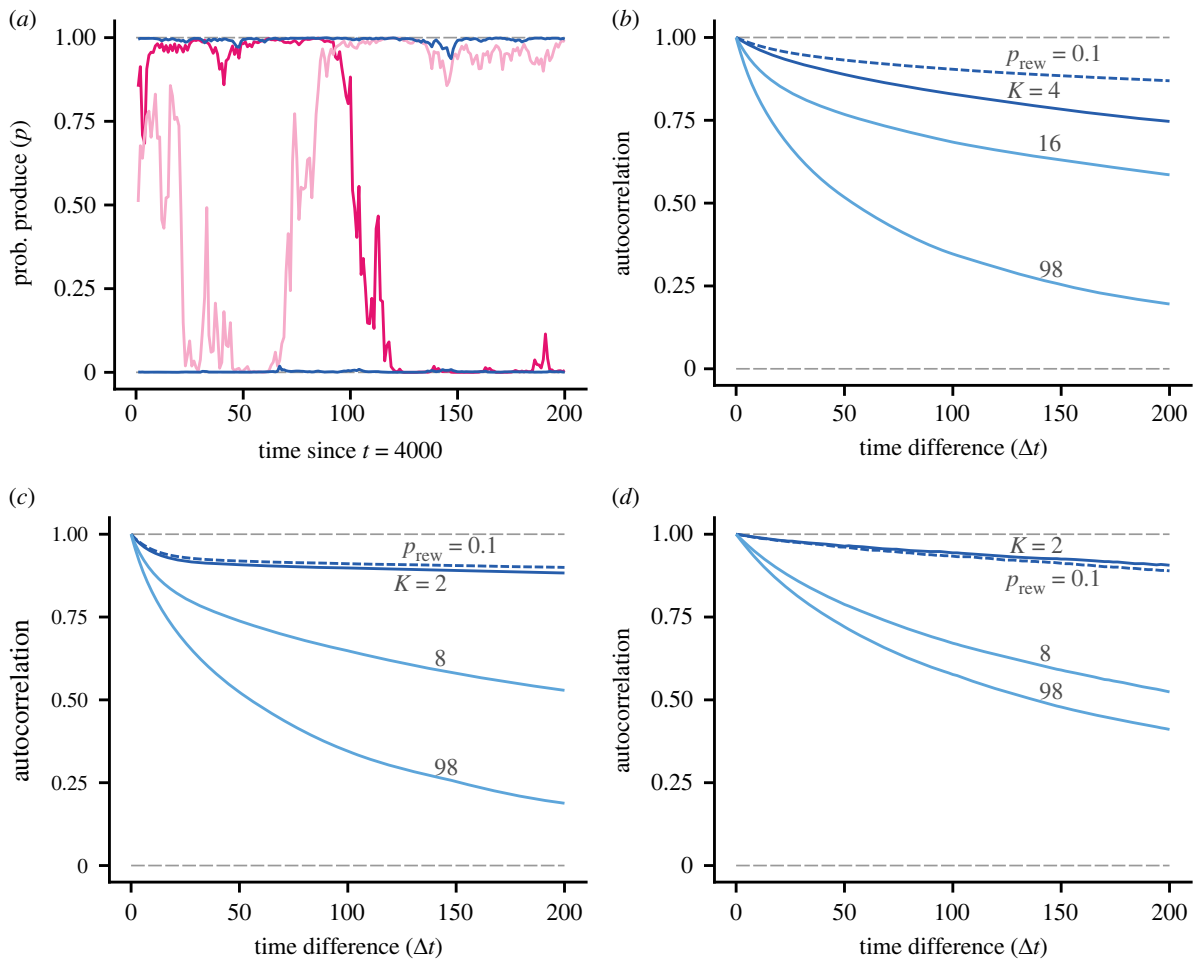 (a)
1.00
0.75
0.50
0.25
0
prob. produce (p)
0 50 100 150 200
time since t = 4000
(b)
1.00
0.75
0.50
0.25
0
autocorrelation
p_rew = 0.1
K = 4
16
98
0 50 100 150 200
time difference (Δt)
(c)
1.00
0.75
0.50
0.25
0
autocorrelation
p_rew = 0.1
K = 2
8
98
0 50 100 150 200
time difference (Δt)
(d)
1.00
0.75
0.50
0.25
0
autocorrelation
K = 2
p_rew = 0.1
8
98
0 50 100 150 200
time difference (Δt)